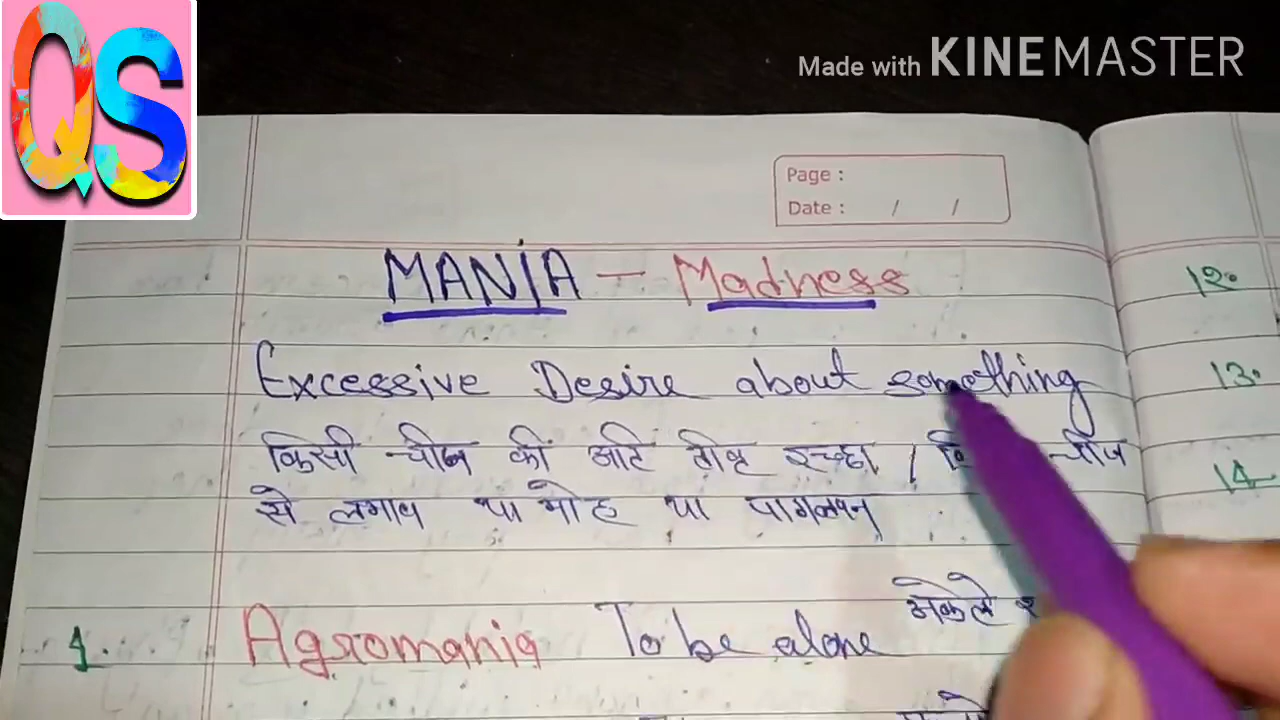 QS
Made with KINEMASTER
Page :
Date : / /
MANIA — Madness
Excessive Desire about something
किसी चीज की अति तीव्र इच्छा / चीज
से लगाव या मोह या पागलपन
1. Agromania To be alone अकेले
12.
13.
14